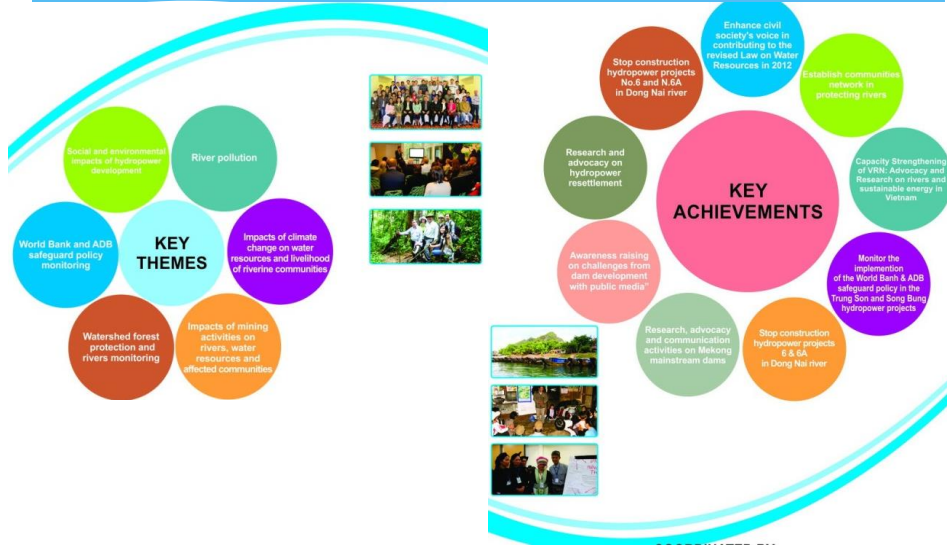 Social and environmental
impacts of hydropower
development
River pollution
World Bank and ADB
safeguard policy
monitoring
KEY
THEMES
Impacts of climate
change on water
resources and livelihood
of riverine communities
Watershed forest
protection and
rivers monitoring
Impacts of mining
activities on
rivers, water
resources and
affected communities
Enhance civil
society's voice in
contributing to the
revised Law on Water
Resources in 2012
Stop construction
hydropower projects
No.6 and N.6A
in Dong Nai river
Establish communities
network in
protecting rivers
Research and
advocacy on
hydropower
resettlement
KEY
ACHIEVEMENTS
Capacity Strengthening
of VRN: Advocacy and
Research on rivers and
sustainable energy in
Vietnam
Awareness raising
on challenges from
dam development
with public media"
Monitor the
implemention
of the World Banh & ADB
safeguard policy in the
Trung Son and Song Bung
hydropower projects
Research, advocacy
and communication
activities on Mekong
mainstream dams
Stop construction
hydropower projects
6 & 6A
in Dong Nai river